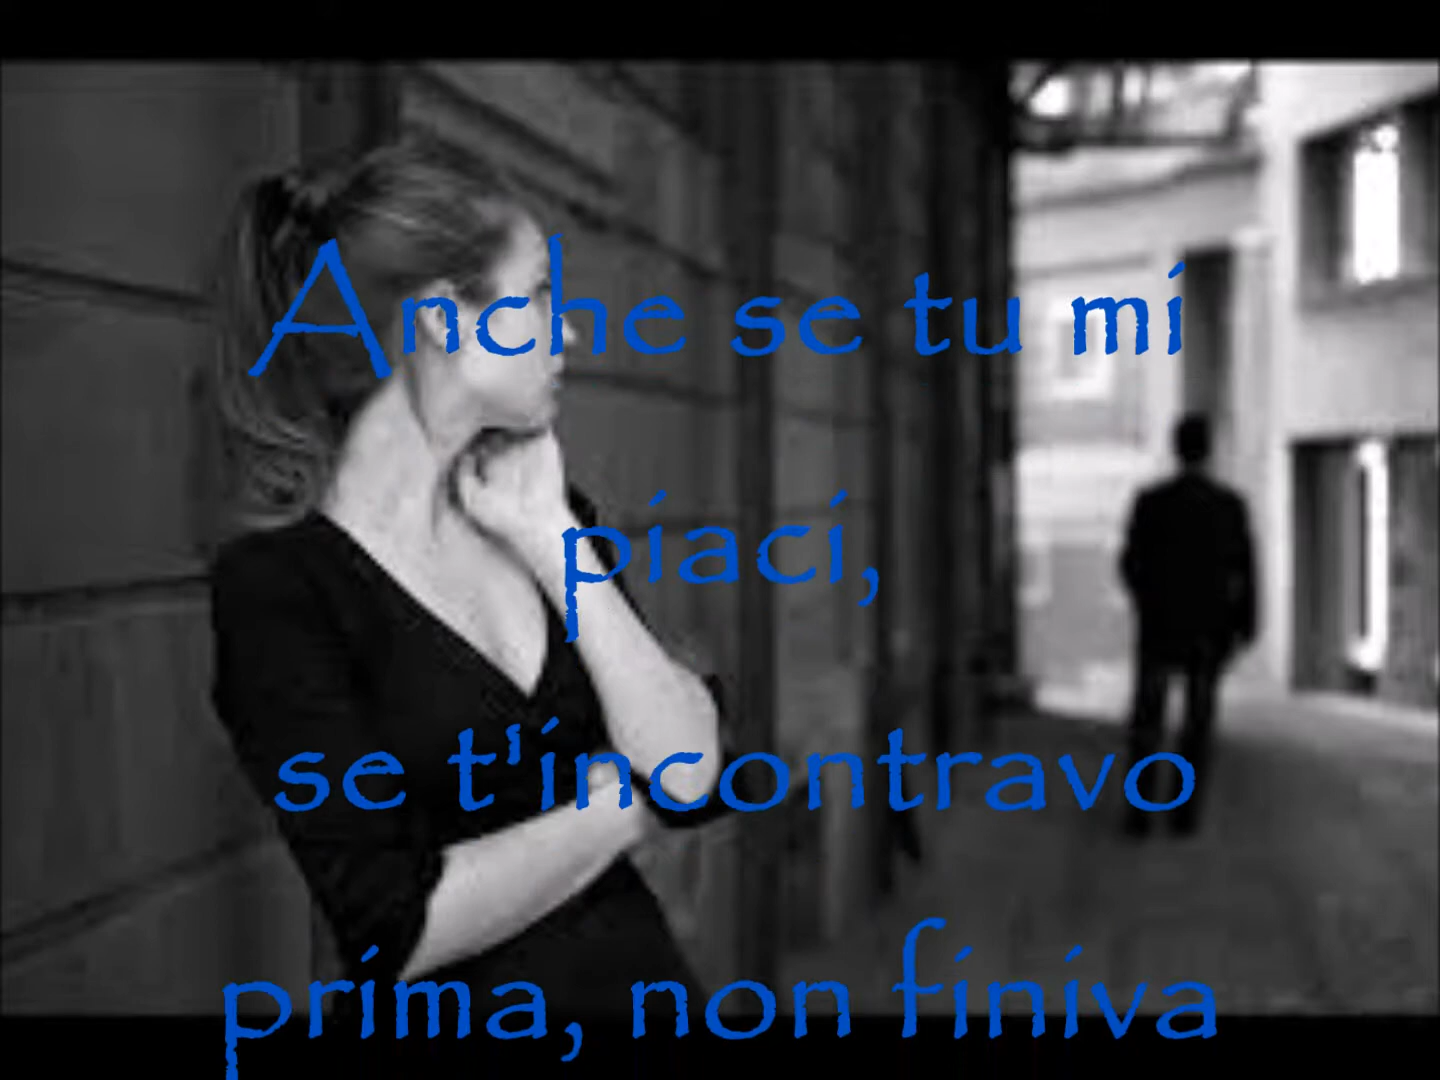 Anche se tu mi
piaci,
se t'incontravo
prima, non finiva